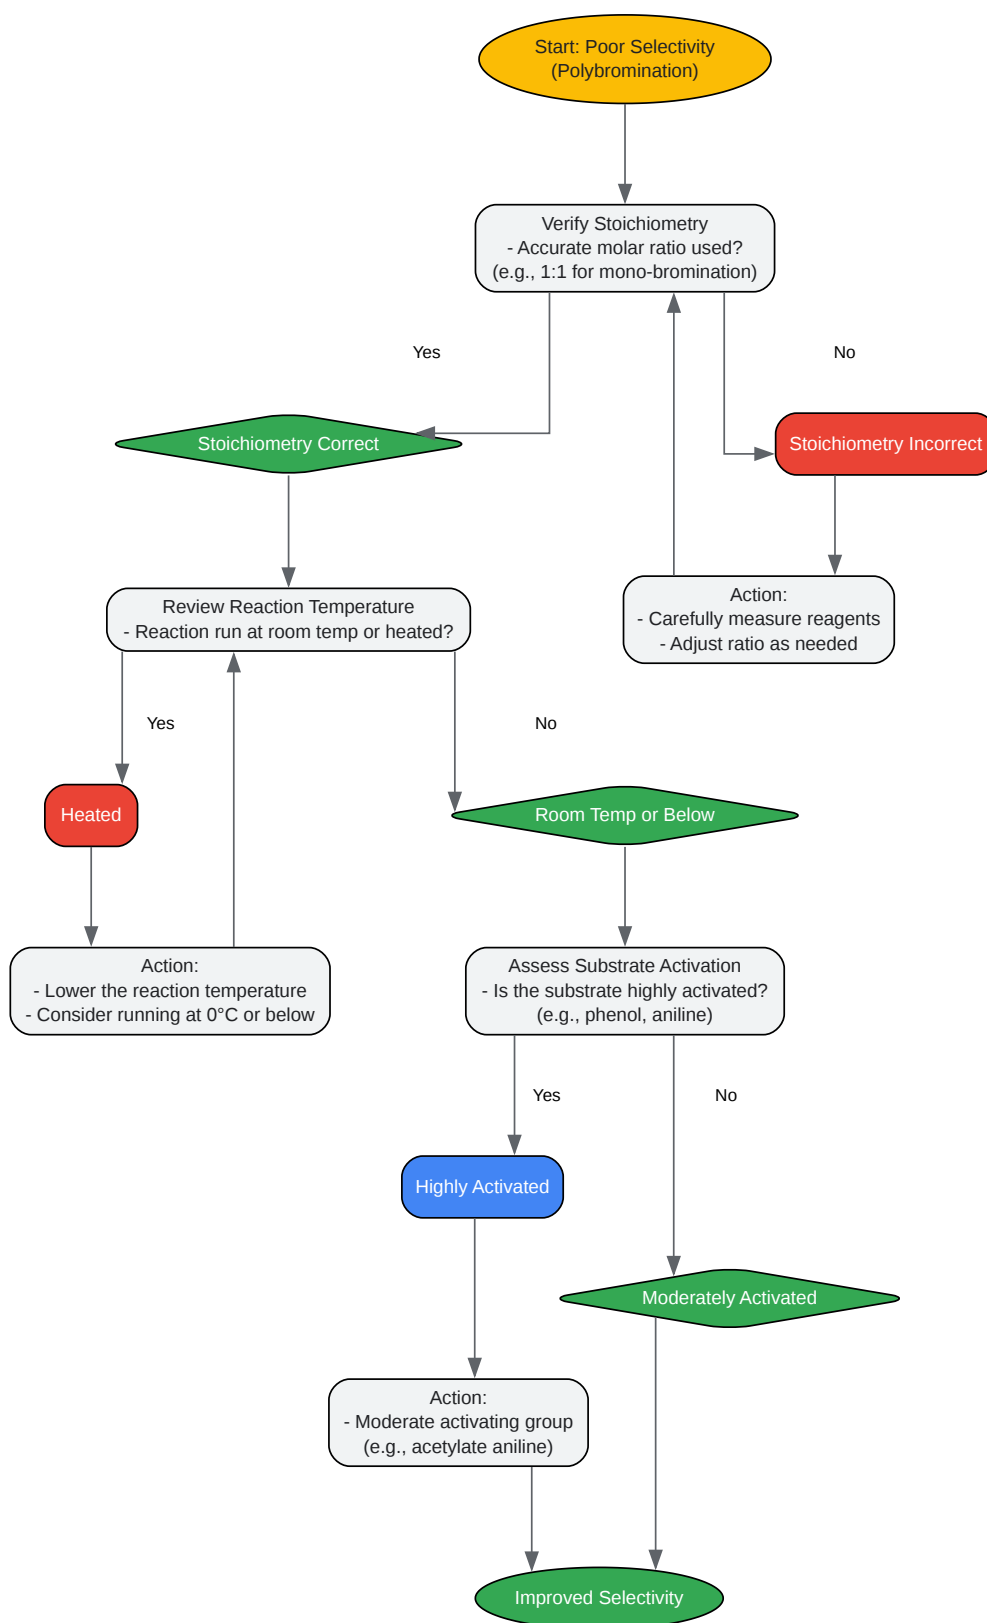 Start: Poor Selectivity
(Polybromination)
Verify Stoichiometry
- Accurate molar ratio used?
(e.g., 1:1 for mono-bromination)
Yes
No
Stoichiometry Correct
Stoichiometry Incorrect
Review Reaction Temperature
- Reaction run at room temp or heated?
Action:
- Carefully measure reagents
- Adjust ratio as needed
Yes
No
Heated
Room Temp or Below
Action:
- Lower the reaction temperature
- Consider running at 0°C or below
Assess Substrate Activation
- Is the substrate highly activated?
(e.g., phenol, aniline)
Yes
No
Highly Activated
Moderately Activated
Action:
- Moderate activating group
(e.g., acetylate aniline)
Improved Selectivity